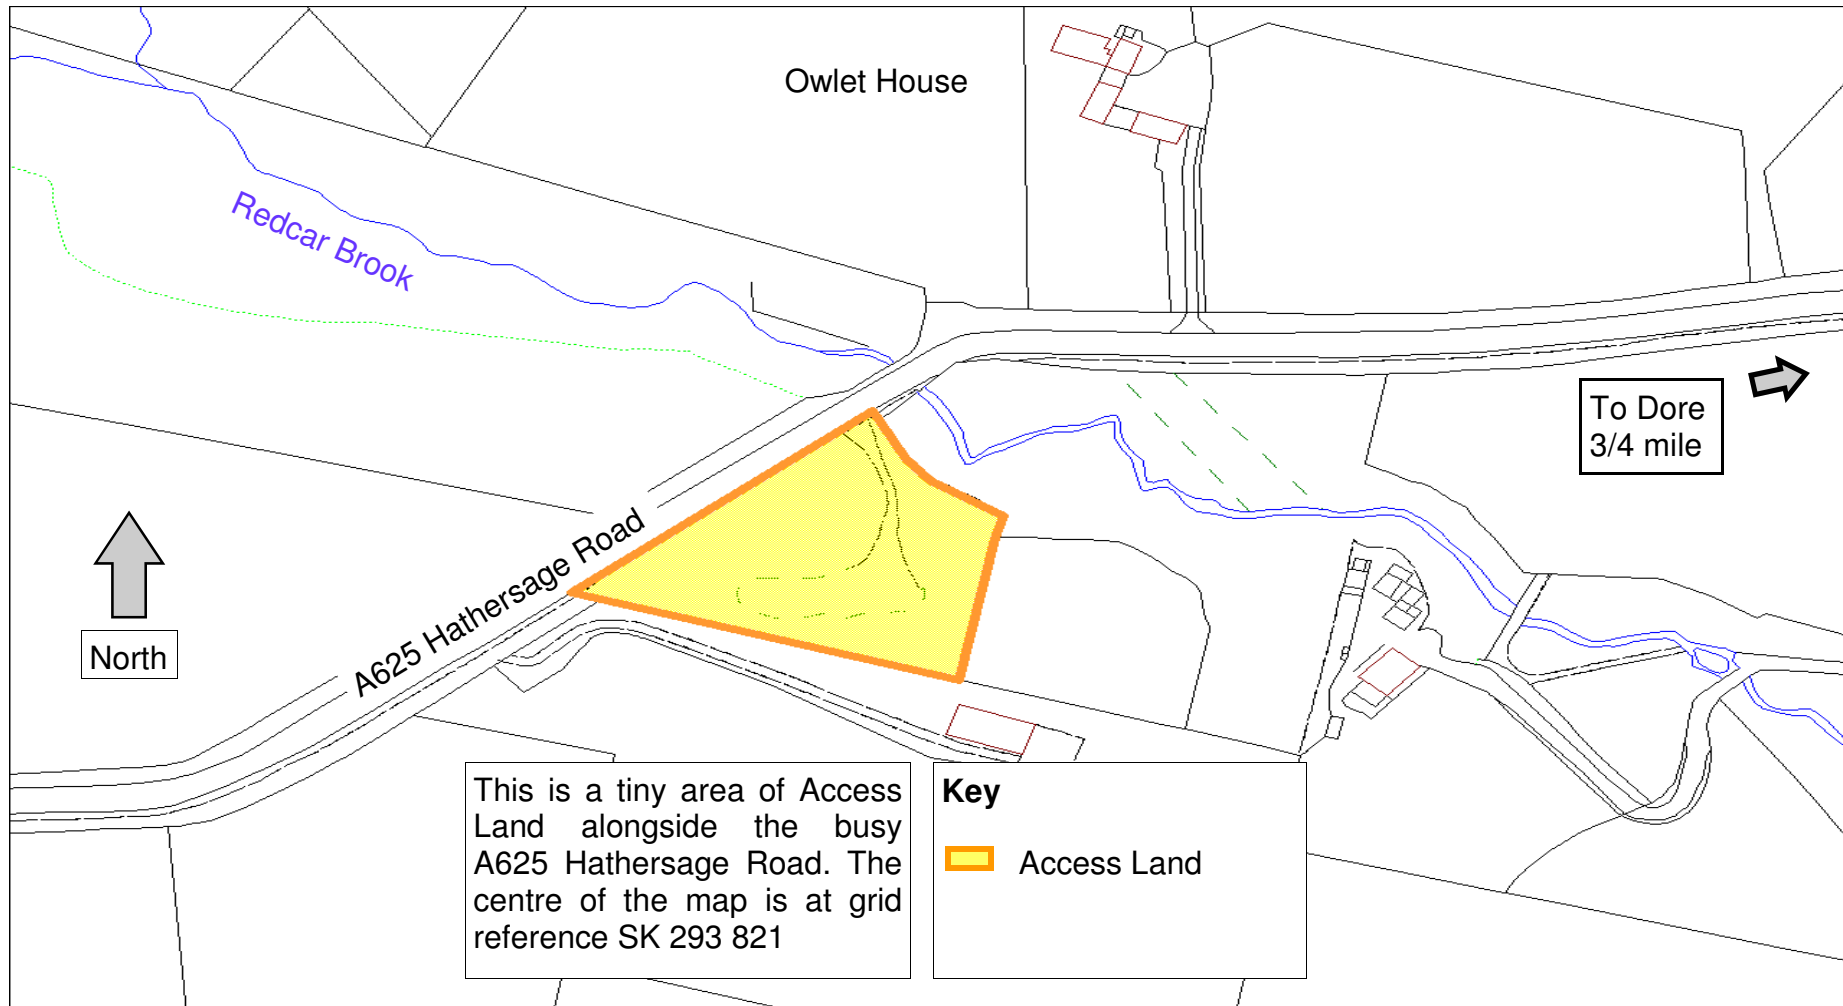 Owlet House
Redcar Brook
To Dore
3/4 mile
A625 Hathersage Road
North
This is a tiny area of Access
Land alongside the busy
A625 Hathersage Road. The
centre of the map is at grid
reference SK 293 821
Key
Access Land